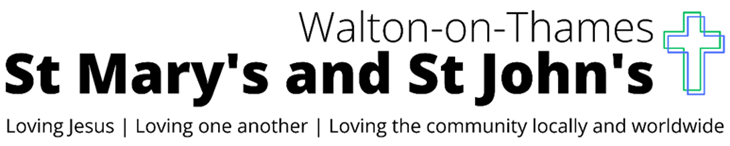 Walton-on-Thames
St Mary's and St John's
Loving Jesus | Loving one another | Loving the community locally and worldwide